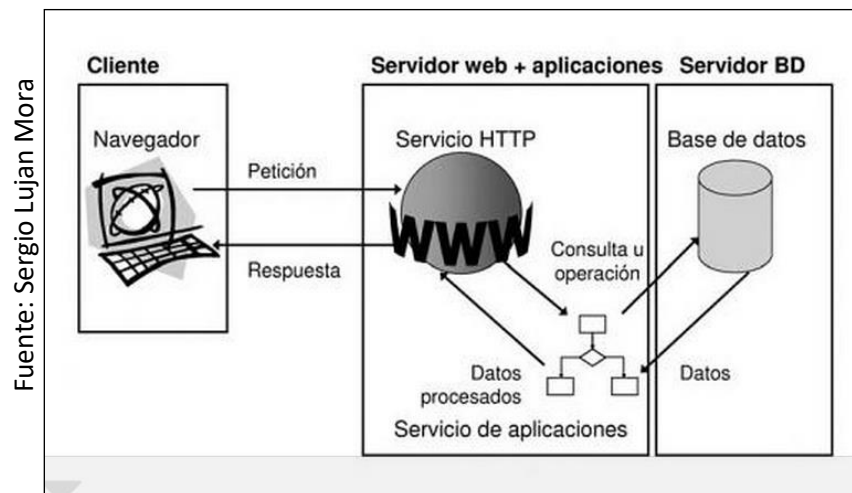 Fuente: Sergio Lujan Mora
Cliente
Servidor web + aplicaciones
Servidor BD
Navegador
Servicio HTTP
Base de datos
Petición
WWW
Respuesta
Consulta u
operación
Datos
procesados
Datos
Servicio de aplicaciones